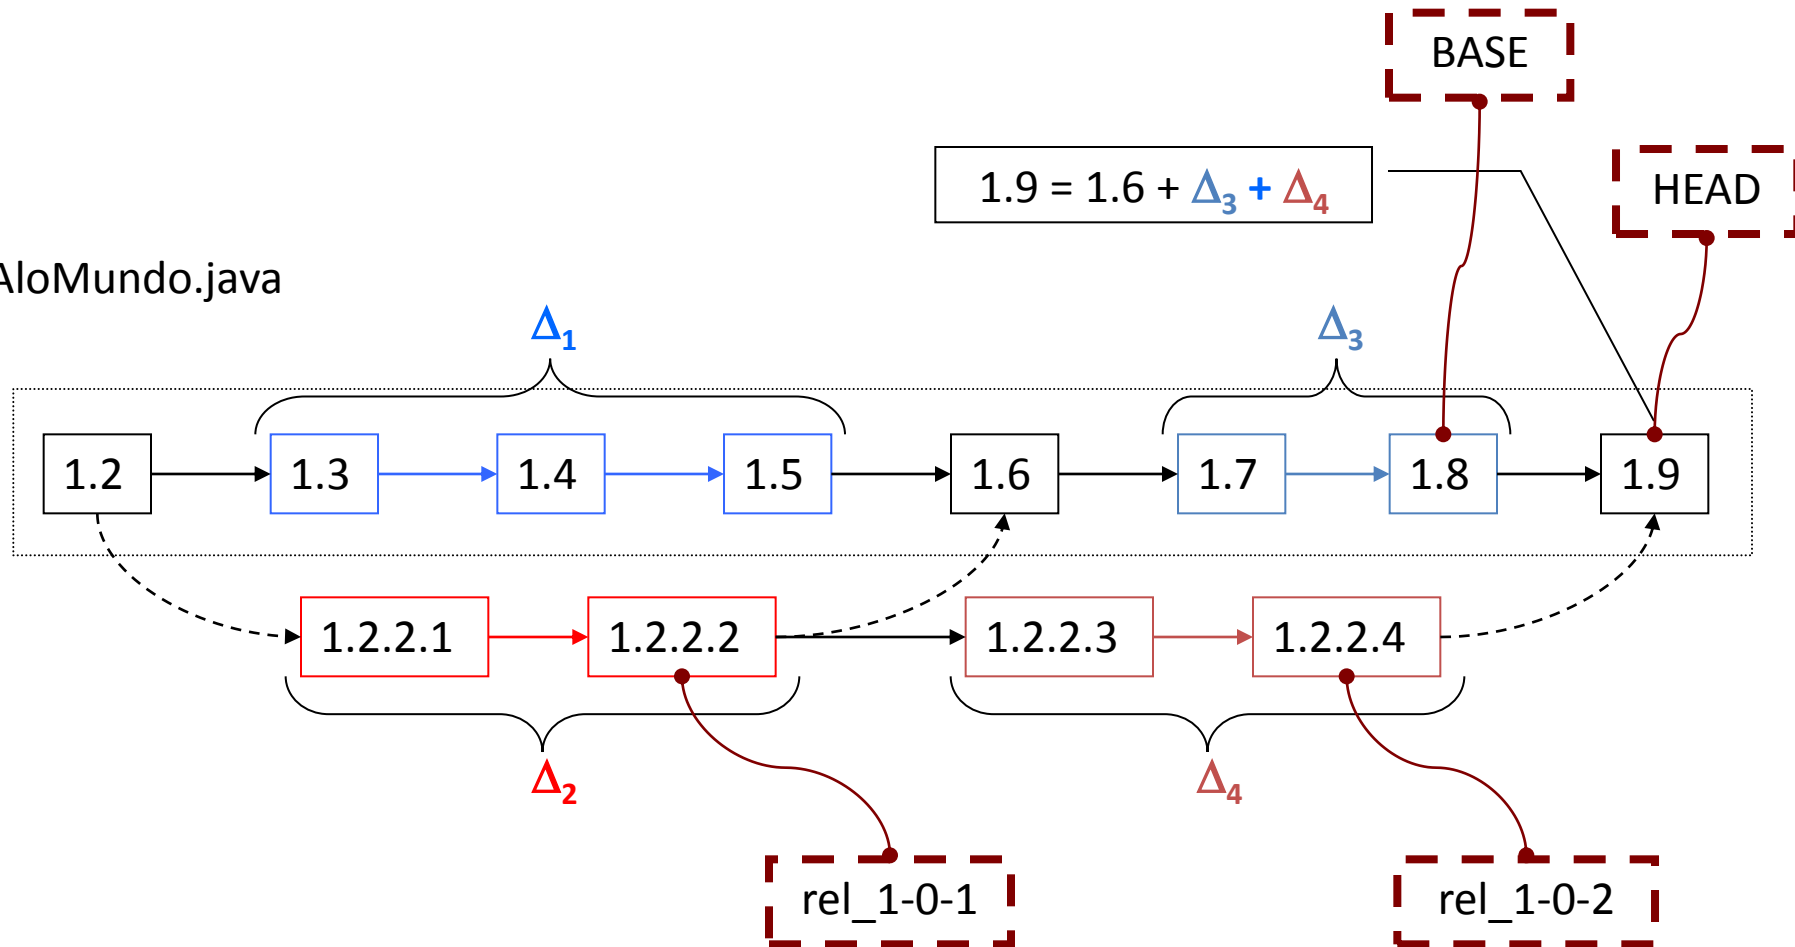 BASE
1.9 = 1.6 + Δ3 + Δ4
HEAD
AloMundo.java
Δ1
Δ3
1.2
1.3
1.4
1.5
1.6
1.7
1.8
1.9
1.2.2.1
1.2.2.2
1.2.2.3
1.2.2.4
Δ2
Δ4
rel_1-0-1
rel_1-0-2